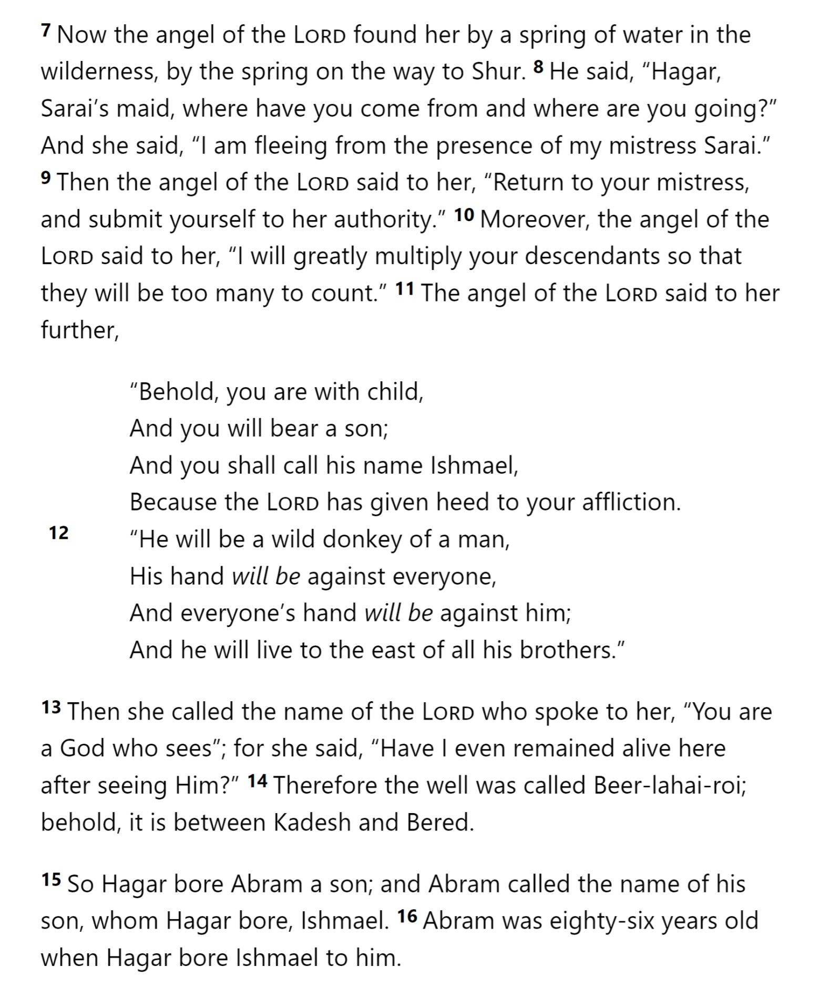 7 Now the angel of the LORD found her by a spring of water in the
wilderness, by the spring on the way to Shur. 8 He said, “Hagar,
Sarai’s maid, where have you come from and where are you going?”
And she said, “I am fleeing from the presence of my mistress Sarai.”
9 Then the angel of the LORD said to her, “Return to your mistress,
and submit yourself to her authority.” 10 Moreover, the angel of the
LORD said to her, “I will greatly multiply your descendants so that
they will be too many to count.” 11 The angel of the LORD said to her
further,
“Behold, you are with child,
And you will bear a son;
And you shall call his name Ishmael,
Because the LORD has given heed to your affliction.
12 “He will be a wild donkey of a man,
His hand will be against everyone,
And everyone’s hand will be against him;
And he will live to the east of all his brothers.”
13 Then she called the name of the LORD who spoke to her, “You are
a God who sees”; for she said, “Have I even remained alive here
after seeing Him?” 14 Therefore the well was called Beer-lahai-roi;
behold, it is between Kadesh and Bered.
15 So Hagar bore Abram a son; and Abram called the name of his
son, whom Hagar bore, Ishmael. 16 Abram was eighty-six years old
when Hagar bore Ishmael to him.